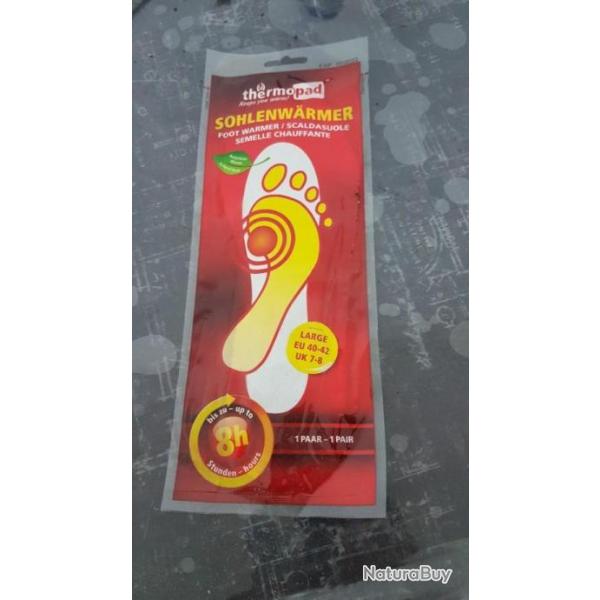 thermopad
Keeps you warm!
SOHLENWÄRMER
FOOT WARMER / SCALDASUOLE
SEMELLE CHAUFFANTE
LARGE
EU 40-42
UK 7-8
bis zu – up to
8h
Stunden – hours
1 PAAR – 1 PAIR
NaturaBuy